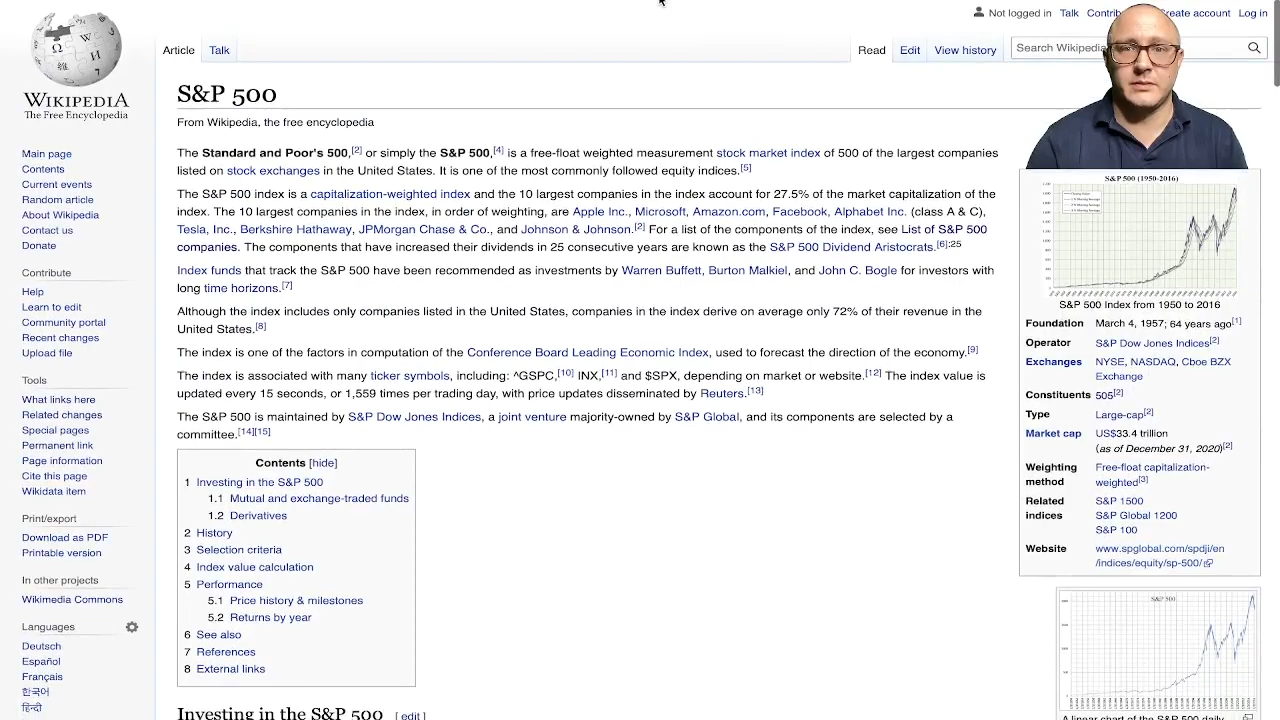 Not logged in Talk Create account Log in
Article Talk Read Edit View history Search
WIKIPEDIA
The Free Encyclopedia
Main page
Contents
Current events
Random article
About Wikipedia
Contact us
Donate
Contribute
Help
Learn to edit
Community portal
Recent changes
Upload file
Tools
What links here
Related changes
Special pages
Permanent link
Page information
Cite this page
Wikidata item
Print/export
Download as PDF
Printable version
In other projects
Wikimedia Commons
Languages
Deutsch
Español
Français
한국어
हिन्दी
S&P 500
From Wikipedia, the free encyclopedia
The Standard and Poor's 500,[2] or simply the S&P 500,[4] is a free-float weighted measurement stock market index of 500 of the largest companies
listed on stock exchanges in the United States. It is one of the most commonly followed equity indices.[5]
The S&P 500 index is a capitalization-weighted index and the 10 largest companies in the index account for 27.5% of the market capitalization of the
index. The 10 largest companies in the index, in order of weighting, are Apple Inc., Microsoft, Amazon.com, Facebook, Alphabet Inc. (class A & C),
Tesla, Inc., Berkshire Hathaway, JPMorgan Chase & Co., and Johnson & Johnson.[2] For a list of the components of the index, see List of S&P 500
companies. The components that have increased their dividends in 25 consecutive years are known as the S&P 500 Dividend Aristocrats.[6]:25
Index funds that track the S&P 500 have been recommended as investments by Warren Buffett, Burton Malkiel, and John C. Bogle for investors with
long time horizons.[7]
Although the index includes only companies listed in the United States, companies in the index derive on average only 72% of their revenue in the
United States.[8]
The index is one of the factors in computation of the Conference Board Leading Economic Index, used to forecast the direction of the economy.[9]
The index is associated with many ticker symbols, including: ^GSPC,[10] INX,[11] and $SPX, depending on market or website.[12] The index value is
updated every 15 seconds, or 1,559 times per trading day, with price updates disseminated by Reuters.[13]
The S&P 500 is maintained by S&P Dow Jones Indices, a joint venture majority-owned by S&P Global, and its components are selected by a
committee.[14][15]
Contents [hide]
1 Investing in the S&P 500
1.1 Mutual and exchange-traded funds
1.2 Derivatives
2 History
3 Selection criteria
4 Index value calculation
5 Performance
5.1 Price history & milestones
5.2 Returns by year
6 See also
7 References
8 External links
Investing in the S&P 500 [ edit ]
S&P 500 (1950-2016)
S&P 500 Index from 1950 to 2016
Foundation March 4, 1957; 64 years ago[1]
Operator S&P Dow Jones Indices[2]
Exchanges NYSE, NASDAQ, Cboe BZX
Exchange
Constituents 505[2]
Type Large-cap[2]
Market cap US$33.4 trillion
(as of December 31, 2020)[2]
Weighting Free-float capitalization-
method weighted[3]
Related S&P 1500
indices S&P Global 1200
S&P 100
Website www.spglobal.com/spdji/en
/indices/equity/sp-500/
S&P 500
A linear chart of the S&P 500 daily